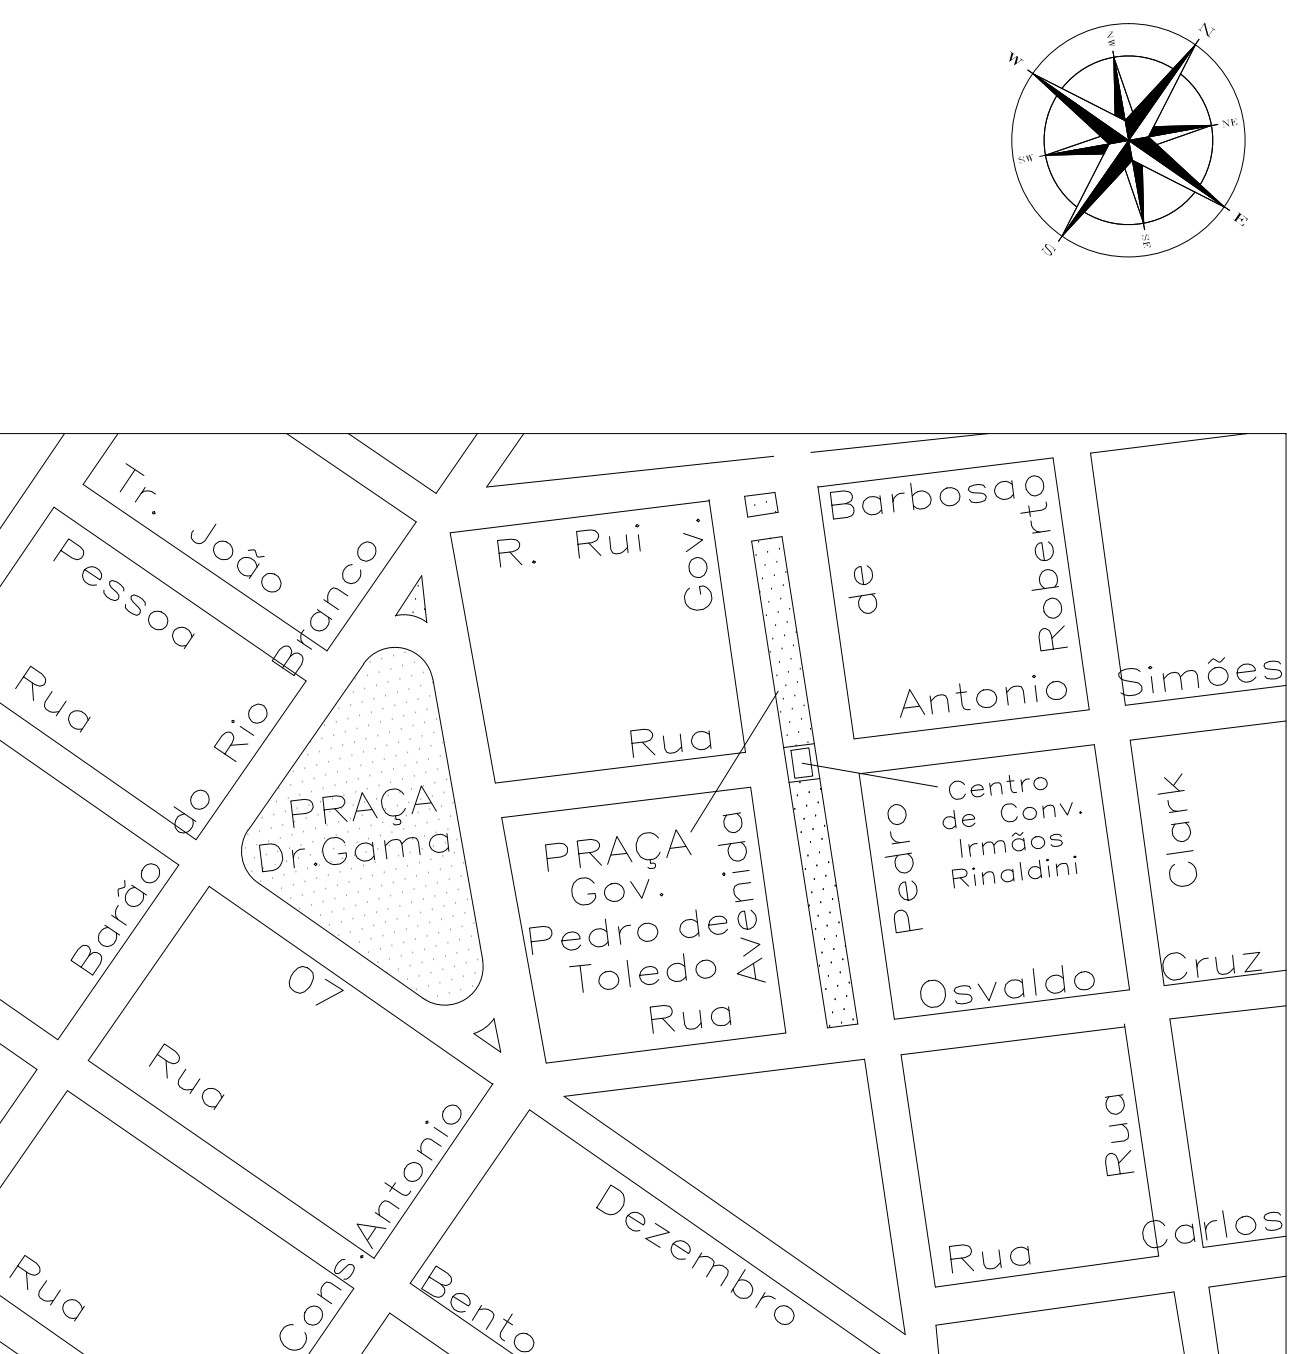 N
NW
W
NE
SW
E
SE
S
Tr. João
Pessoa
Rua
Barão do Rio Branco
R. Rui Barbosa
Gov.
de
Roberto
Antonio Simões
Rua
PRAÇA
Dr.Gama
PRAÇA
Gov.
Pedro de
Toledo
Avenida
Pedro
Centro
de Conv.
Irmãos
Rinaldini
Clark
Rua Osvaldo Cruz
07
Rua
Cons.Antonio
Rua
Bento
Dezembro
Rua
Rua Carlos